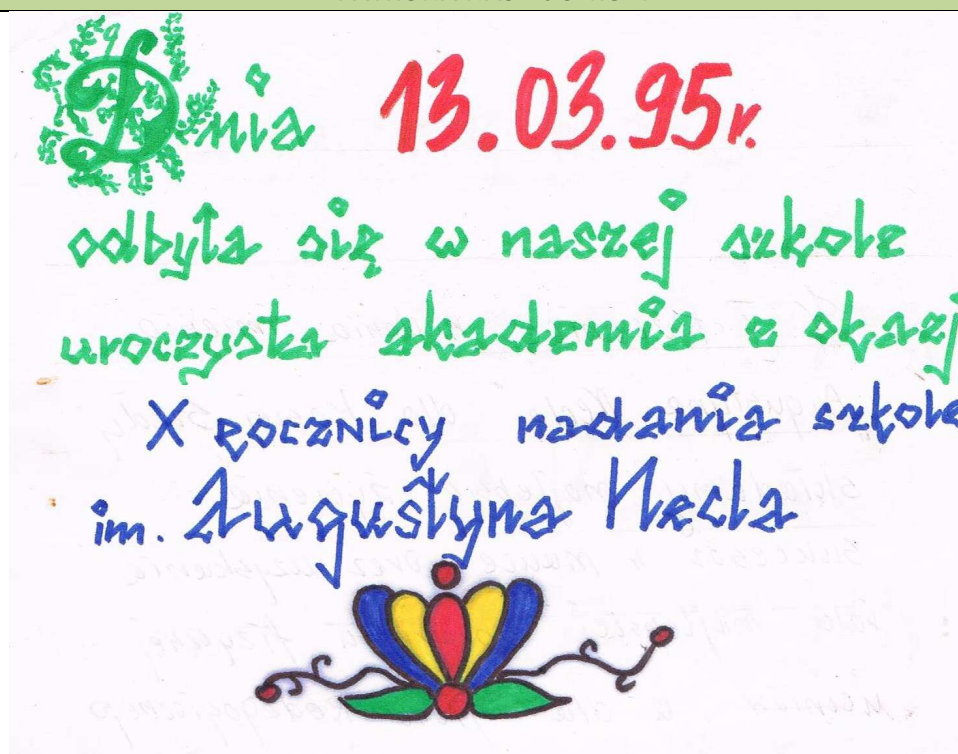 Dnia 13.03.95r.
odbyła się w naszej szkole
uroczysta akademia z okazj
X rocznicy nadania szkole
im. Augustyna Necla